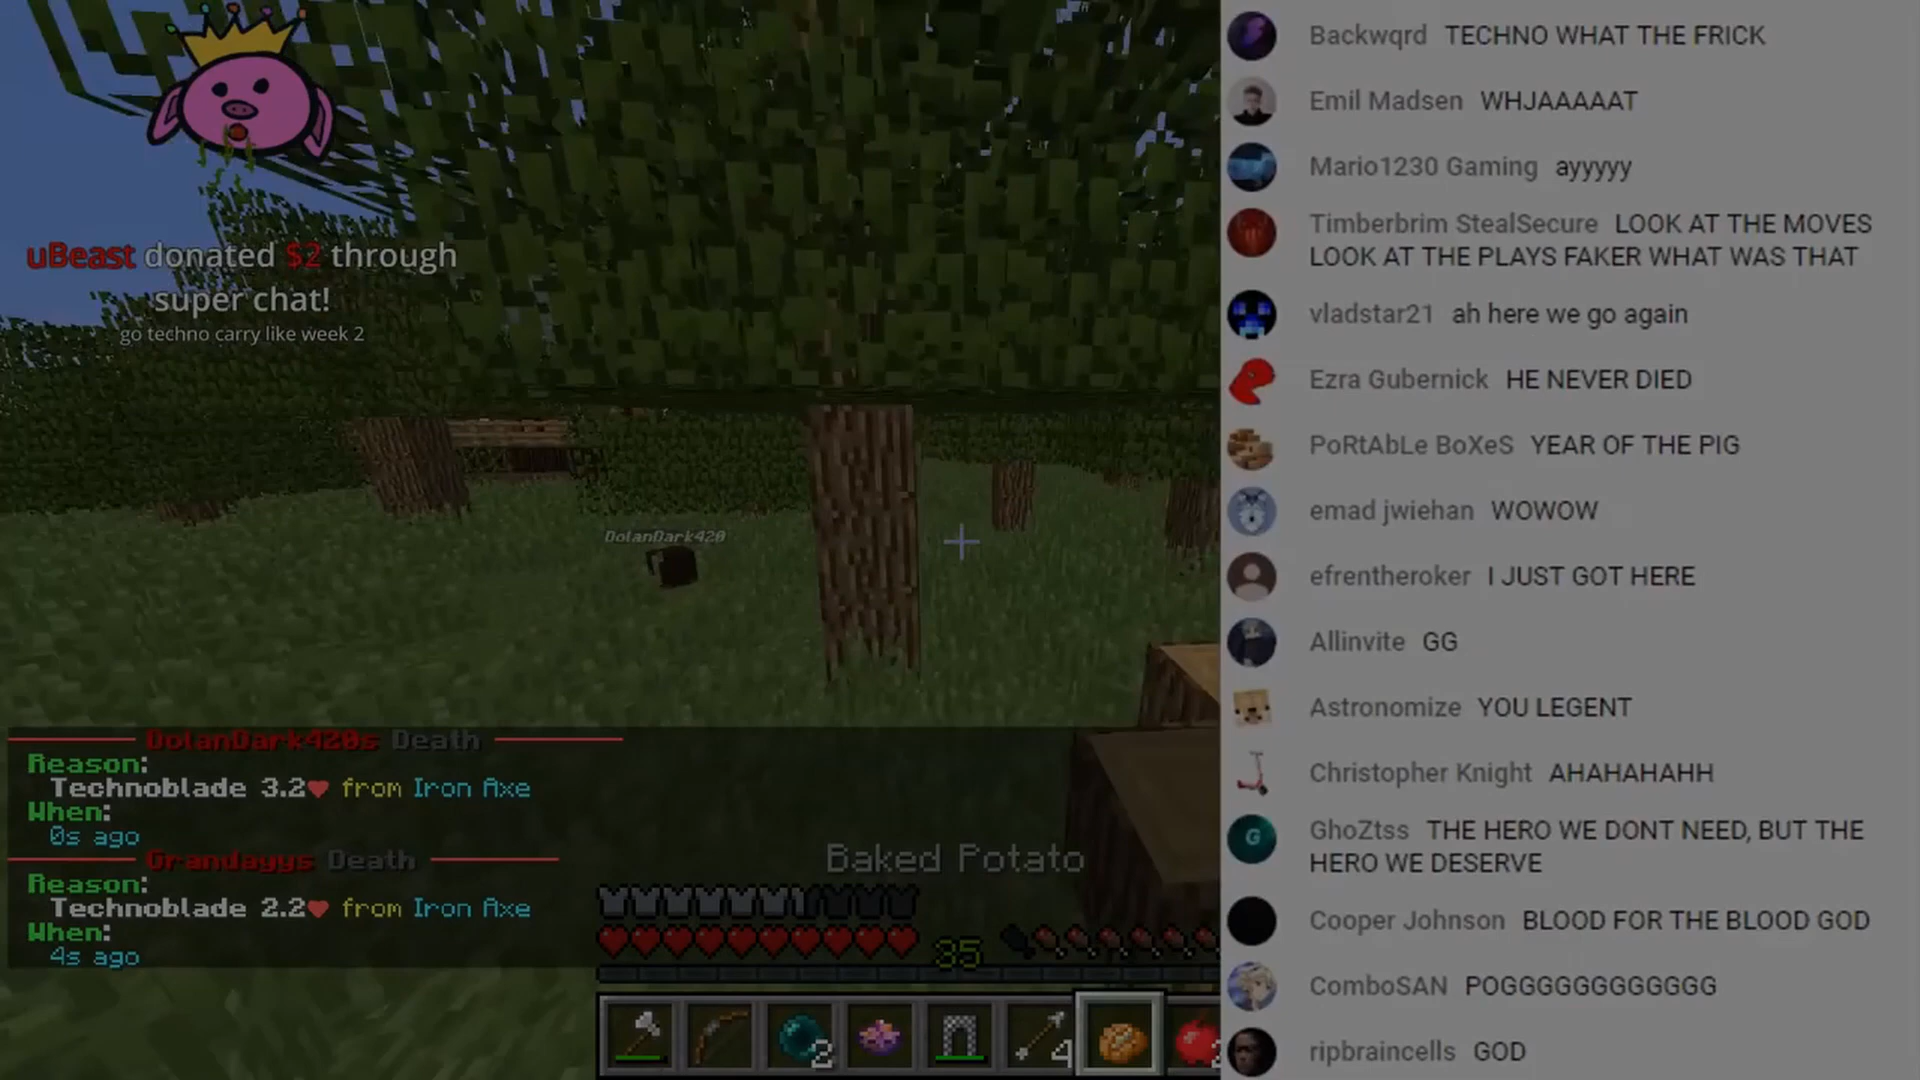 uBeast donated $2 through
super chat!
go techno carry like week 2
DolanDark420
DolanDark420s Death
Reason:
Technoblade 3.2❤ from Iron Axe
When:
0s ago
Grandayys Death
Reason:
Technoblade 2.2❤ from Iron Axe
When:
4s ago
Baked Potato
35
2
4
Backwqrd TECHNO WHAT THE FRICK
Emil Madsen WHJAAAAAT
Mario1230 Gaming ayyyyy
Timberbrim StealSecure LOOK AT THE MOVES
LOOK AT THE PLAYS FAKER WHAT WAS THAT
vladstar21 ah here we go again
Ezra Gubernick HE NEVER DIED
PoRtAbLe BoXeS YEAR OF THE PIG
emad jwiehan WOWOW
efrentheroker I JUST GOT HERE
Allinvite GG
Astronomize YOU LEGENT
Christopher Knight AHAHAHAHH
G
GhoZtss THE HERO WE DONT NEED, BUT THE
HERO WE DESERVE
Cooper Johnson BLOOD FOR THE BLOOD GOD
ComboSAN POGGGGGGGGGGGG
ripbraincells GOD